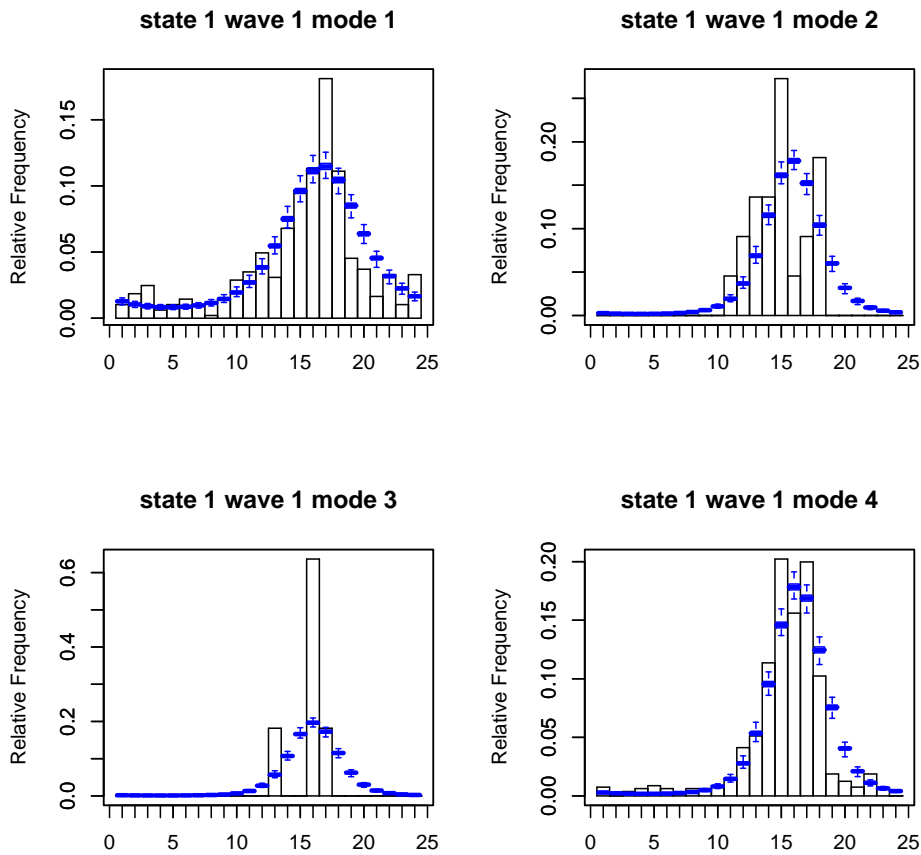 state 1 wave 1 mode 1
Relative Frequency
0.00 0.05 0.10 0.15
0 5 10 15 20 25
state 1 wave 1 mode 2
Relative Frequency
0.00 0.10 0.20
0 5 10 15 20 25
state 1 wave 1 mode 3
Relative Frequency
0.0 0.2 0.4 0.6
0 5 10 15 20 25
state 1 wave 1 mode 4
Relative Frequency
0.00 0.05 0.10 0.15 0.20
0 5 10 15 20 25